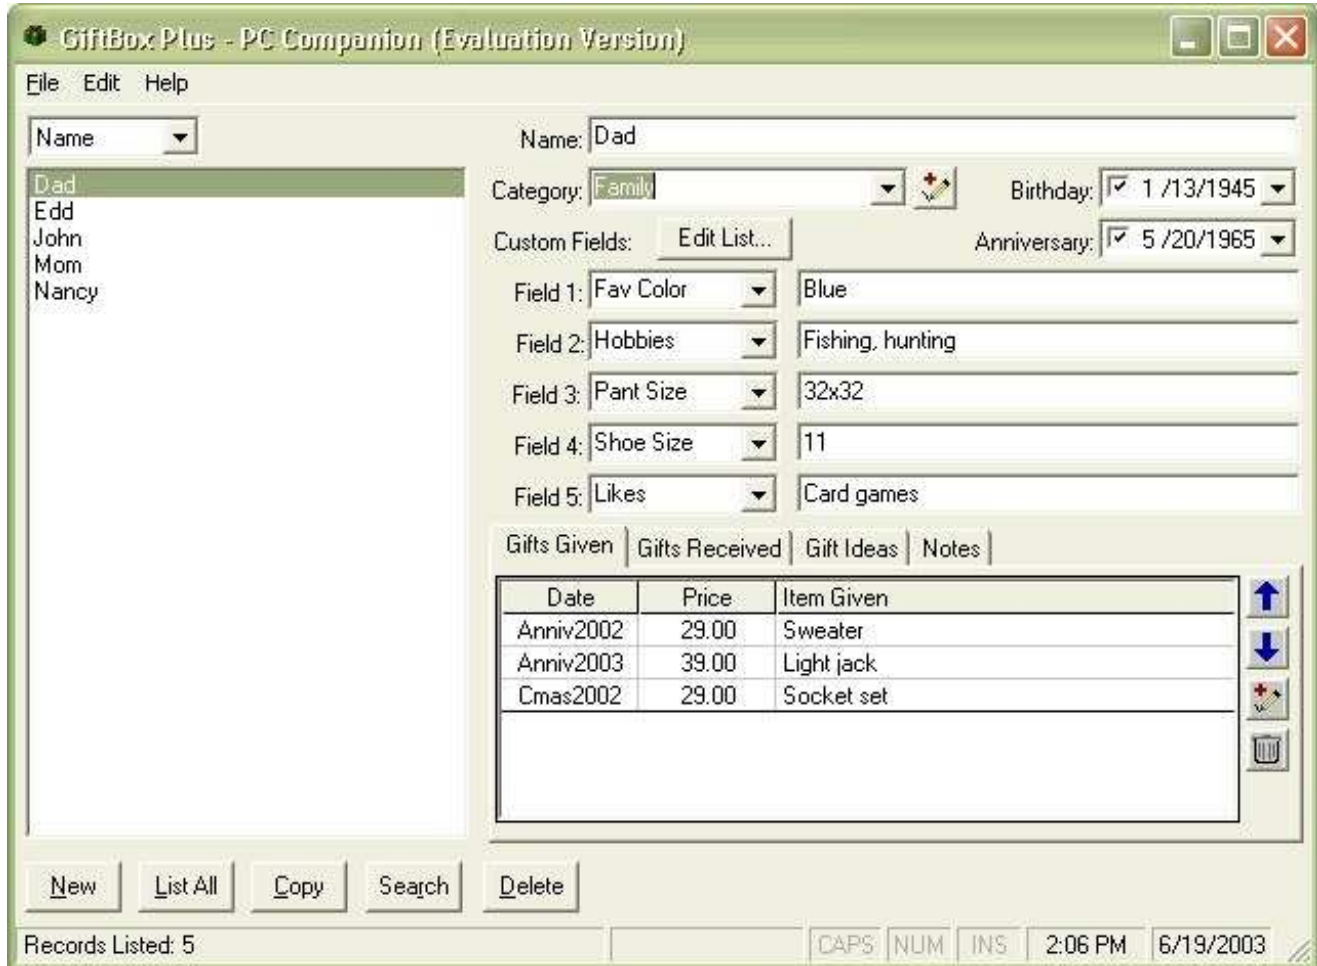 GiftBox Plus - PC Companion (Evaluation Version)
File Edit Help
Name
Dad
Edd
John
Mom
Nancy
Name: Dad
Category: Family Birthday: 1 /13/1945
Custom Fields: Edit List... Anniversary: 5 /20/1965
Field 1: Fav Color Blue
Field 2: Hobbies Fishing, hunting
Field 3: Pant Size 32x32
Field 4: Shoe Size 11
Field 5: Likes Card games
Gifts Given Gifts Received Gift Ideas Notes
Date Price Item Given
Anniv2002 29.00 Sweater
Anniv2003 39.00 Light jack
Cmas2002 29.00 Socket set
New List All Copy Search Delete
Records Listed: 5 CAPS NUM INS 2:06 PM 6/19/2003